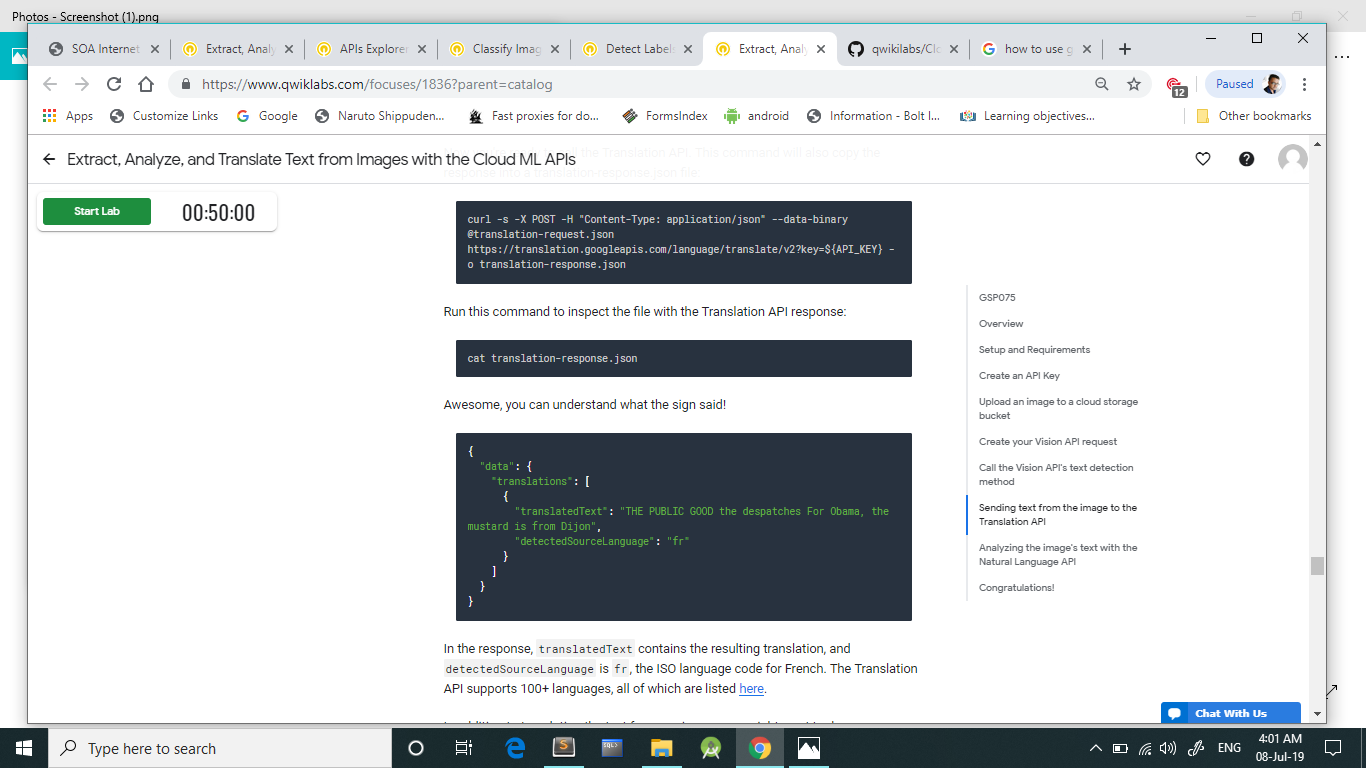 Photos - Screenshot (1).png
SOA Internet
Extract, Analy
APIs Explorer
Classify Imag
Detect Labels
Extract, Analy
qwikilabs/Clo
how to use g
https://www.qwiklabs.com/focuses/1836?parent=catalog
12
Paused
Apps
Customize Links
Google
Naruto Shippuden...
Fast proxies for do...
FormsIndex
android
Information - Bolt I...
Learning objectives...
Other bookmarks
Extract, Analyze, and Translate Text from Images with the Cloud ML APIs
the Translation API. This command will also copy the
response into a translation-response.json file
Start Lab
00:50:00
curl -s -X POST -H "Content-Type: application/json" --data-binary
@translation-request.json
https://translation.googleapis.com/language/translate/v2?key=${API_KEY} -
o translation-response.json
Run this command to inspect the file with the Translation API response:
cat translation-response.json
Awesome, you can understand what the sign said!
{
"data": {
"translations": [
{
"translatedText": "THE PUBLIC GOOD the despatches For Obama, the
mustard is from Dijon",
"detectedSourceLanguage": "fr"
}
]
}
}
In the response, translatedText contains the resulting translation, and
detectedSourceLanguage is fr, the ISO language code for French. The Translation
API supports 100+ languages, all of which are listed here.
GSP075
Overview
Setup and Requirements
Create an API Key
Upload an image to a cloud storage
bucket
Create your Vision API request
Call the Vision API's text detection
method
Sending text from the image to the
Translation API
Analyzing the image's text with the
Natural Language API
Congratulations!
Chat With Us
Type here to search
SQL>
ENG
4:01 AM
08-Jul-19